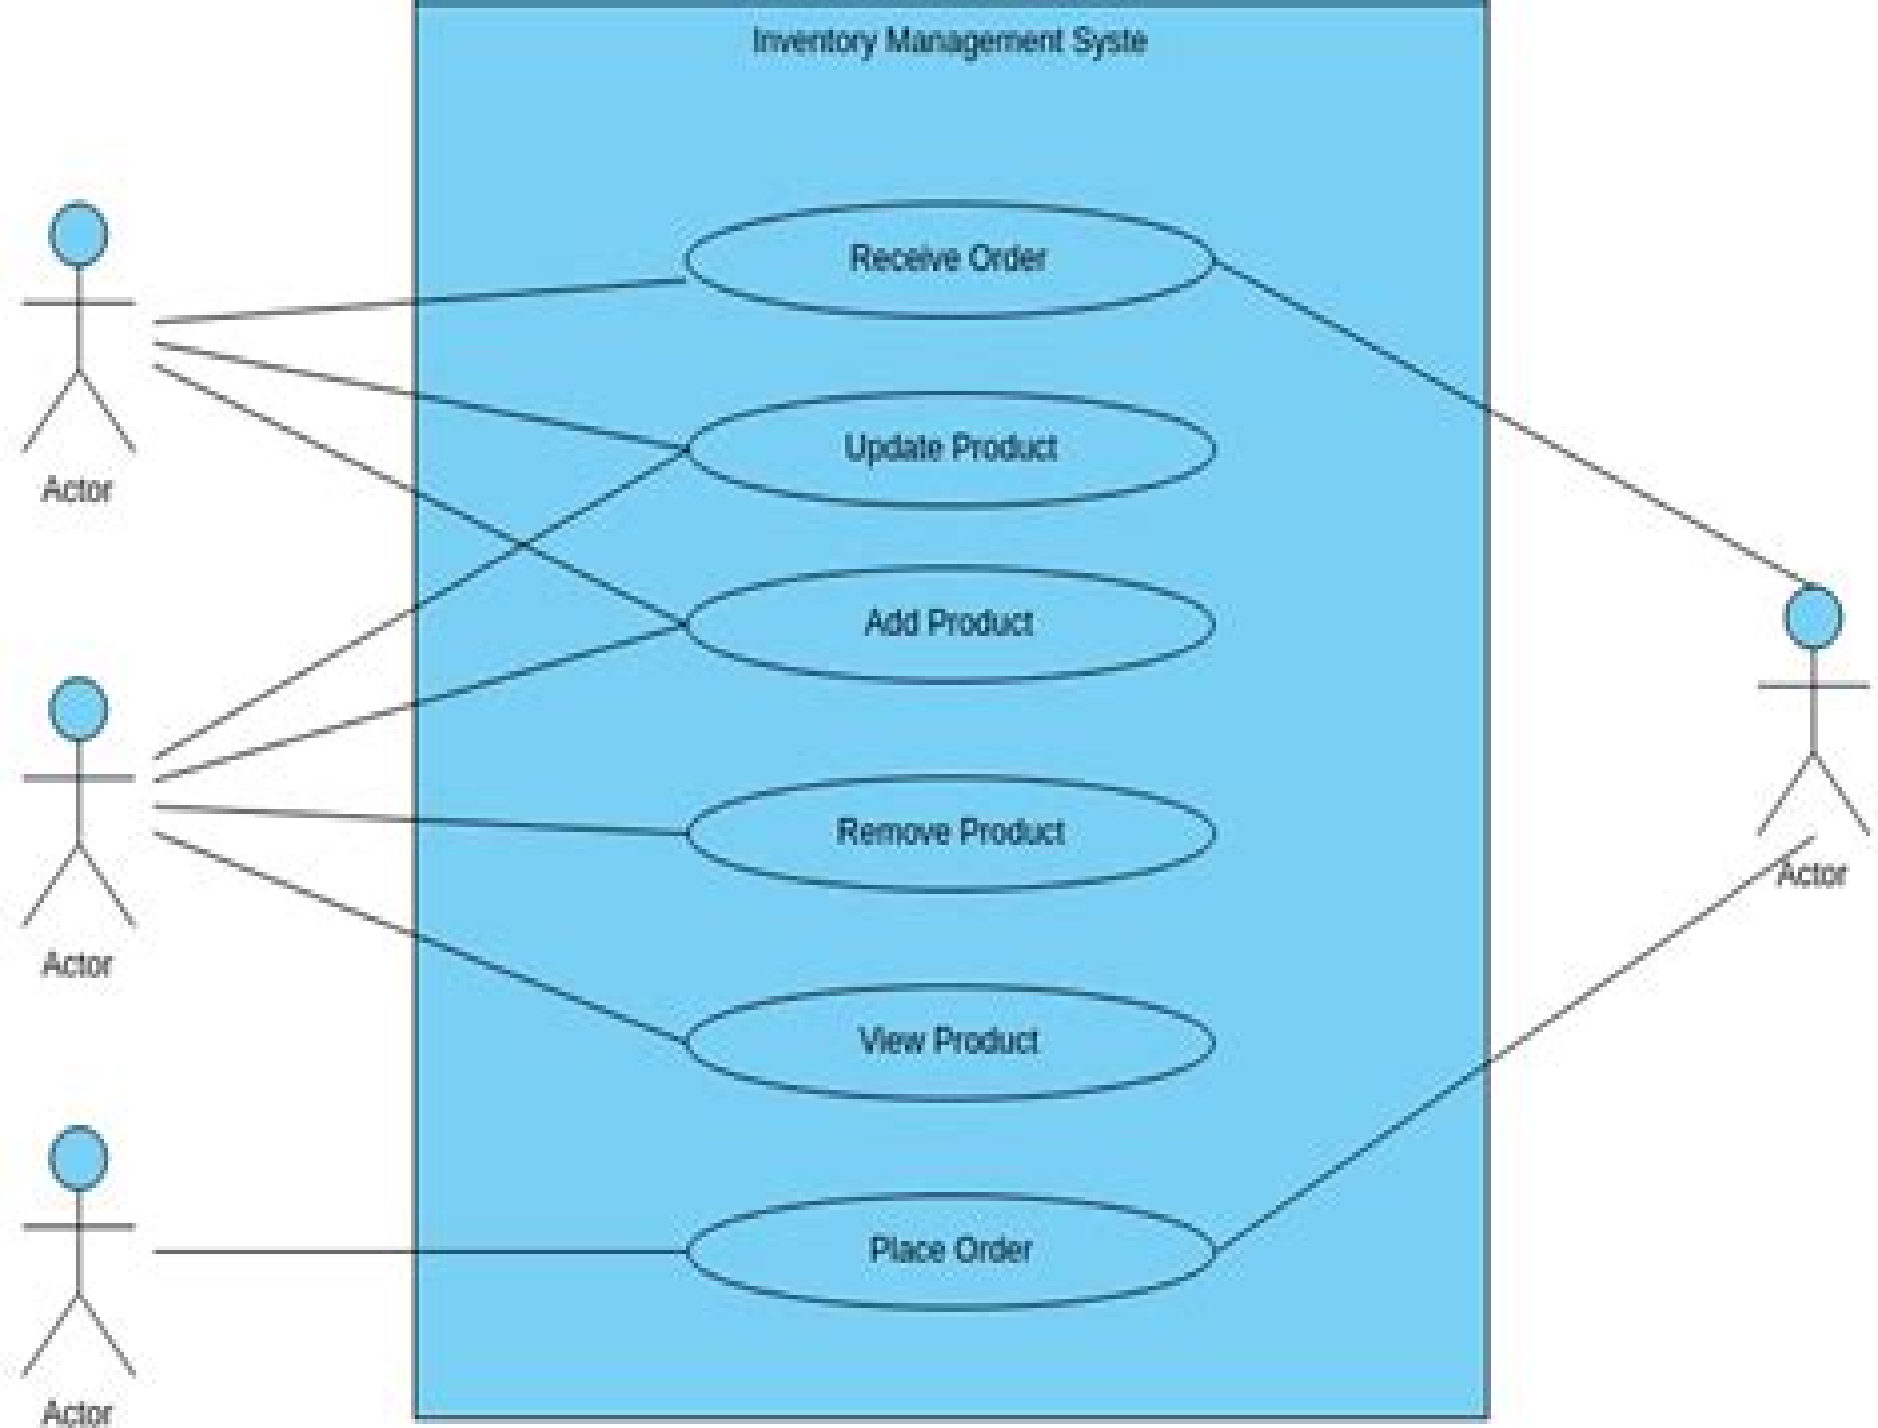 Inventory Management Syste
Receive Order
Update Product
Actor
Add Product
Remove Product
Actor
Actor
View Product
Place Order
Actor